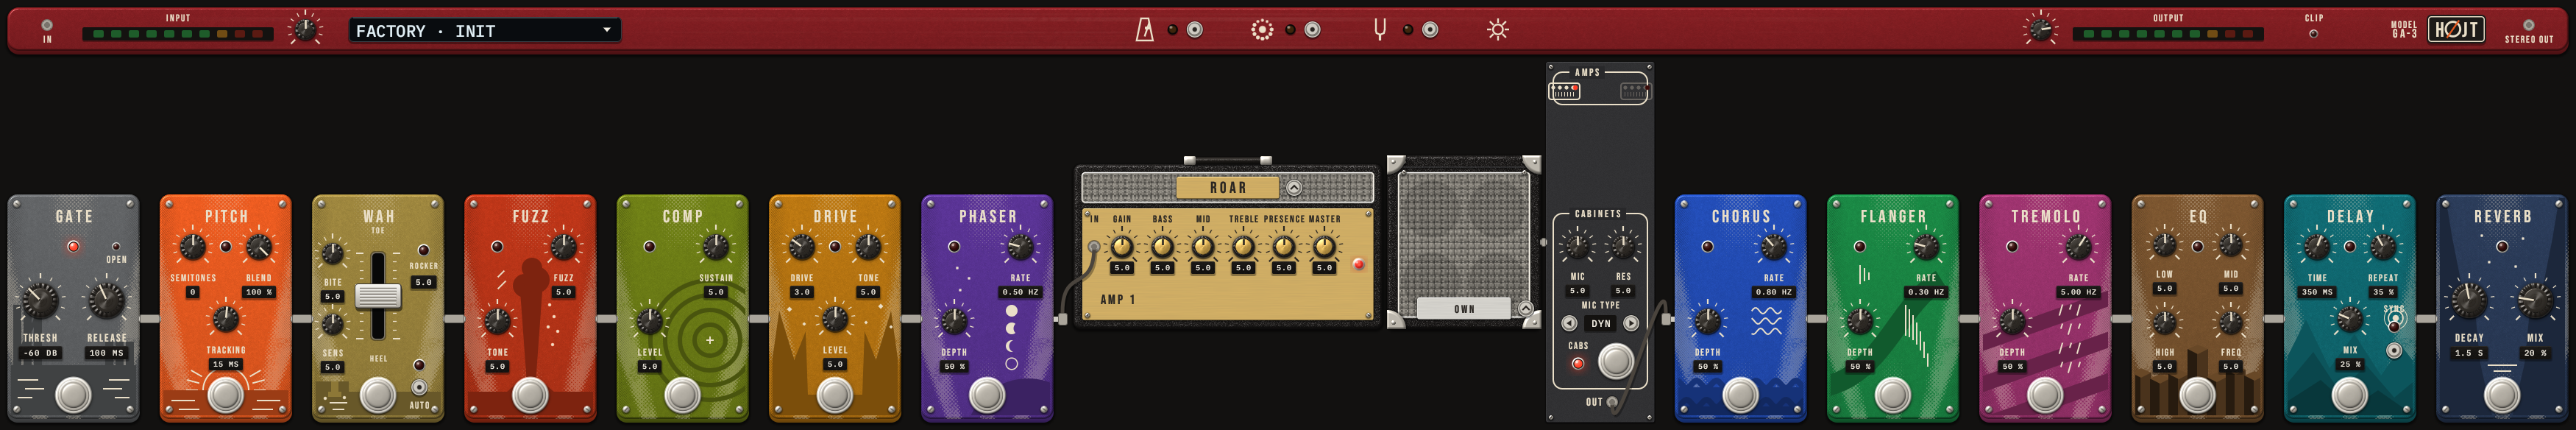 INPUT
IN
FACTORY · INIT
OUTPUT
CLIP
MODEL
GA-3
HØJT
STEREO OUT
GATE
OPEN
THRESH
-60 DB
RELEASE
100 MS
PITCH
SEMITONES
0
BLEND
100 %
TRACKING
15 MS
WAH
TOE
BITE
5.0
ROCKER
5.0
SENS
5.0
HEEL
AUTO
FUZZ
FUZZ
5.0
TONE
5.0
COMP
SUSTAIN
5.0
LEVEL
5.0
DRIVE
DRIVE
3.0
TONE
5.0
LEVEL
5.0
PHASER
RATE
0.50 HZ
DEPTH
50 %
ROAR
IN GAIN BASS MID TREBLE PRESENCE MASTER
5.0 5.0 5.0 5.0 5.0 5.0
AMP 1
OWN
AMPS
CABINETS
MIC
5.0
RES
5.0
MIC TYPE
DYN
CABS
OUT
CHORUS
RATE
0.80 HZ
DEPTH
50 %
FLANGER
RATE
0.30 HZ
DEPTH
50 %
TREMOLO
RATE
5.00 HZ
DEPTH
50 %
EQ
LOW
5.0
MID
5.0
HIGH
5.0
FREQ
5.0
DELAY
TIME
350 MS
REPEAT
35 %
SYNC
MIX
25 %
REVERB
DECAY
1.5 S
MIX
20 %